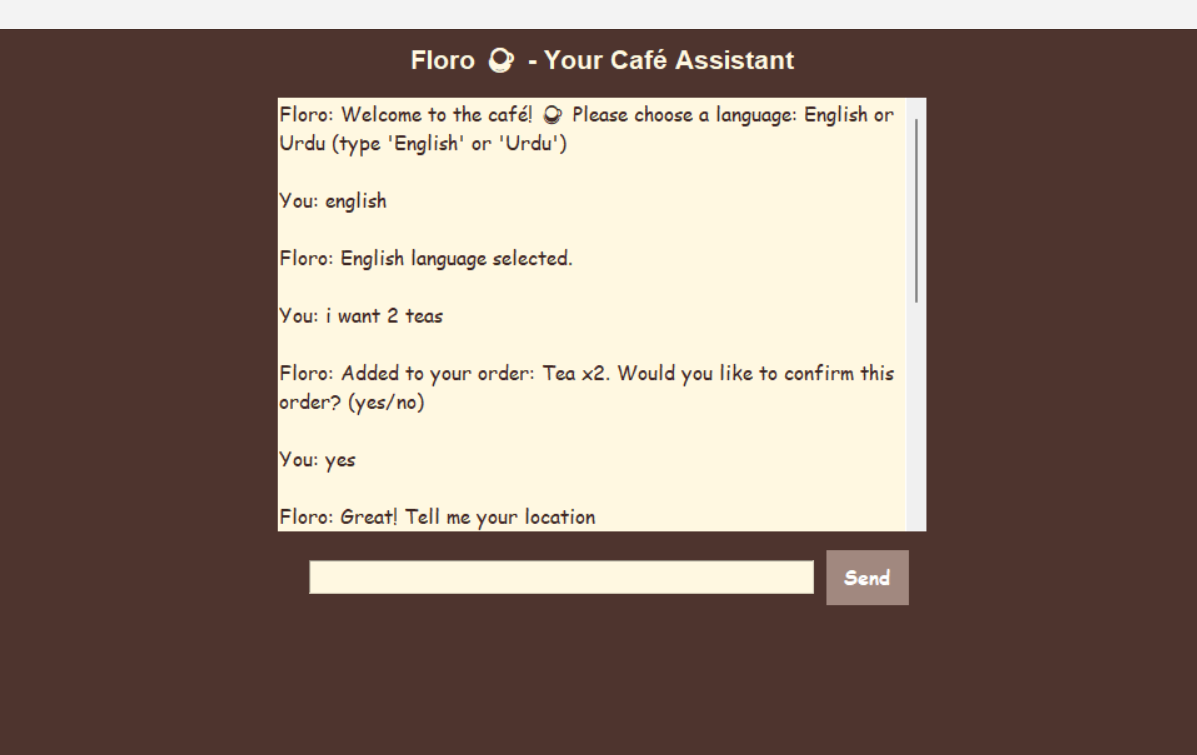 Floro ☕ - Your Café Assistant
Floro: Welcome to the café! ☕ Please choose a language: English or
Urdu (type 'English' or 'Urdu')
You: english
Floro: English language selected.
You: i want 2 teas
Floro: Added to your order: Tea x2. Would you like to confirm this
order? (yes/no)
You: yes
Floro: Great! Tell me your location
Send